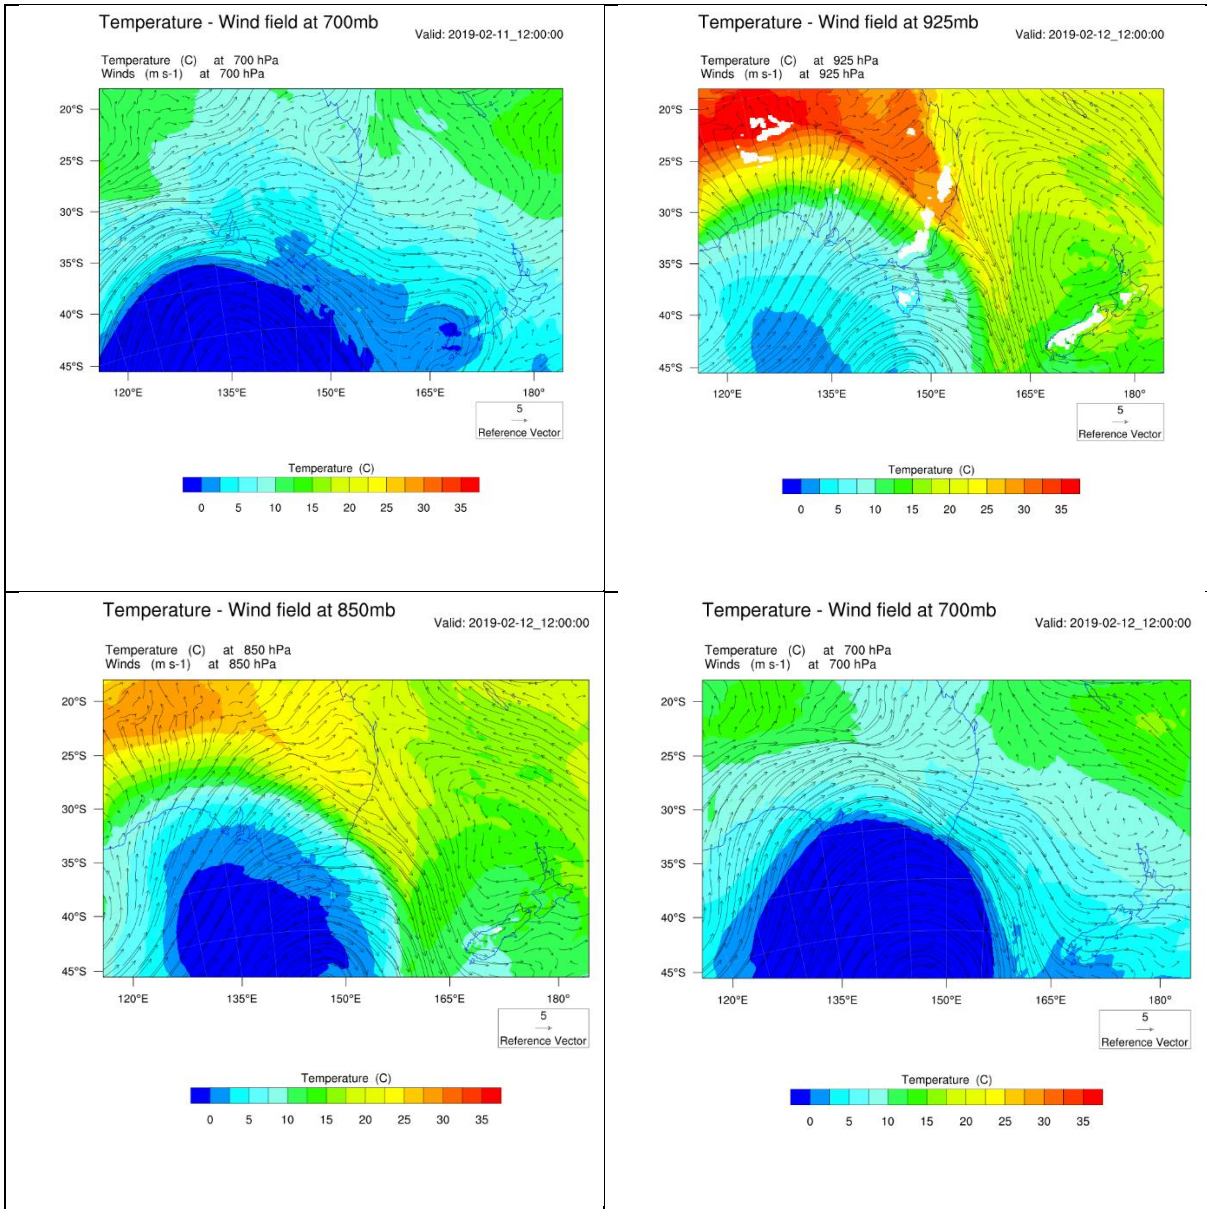 Temperature - Wind field at 700mb
Valid: 2019-02-11_12:00:00
Temperature (C) at 700 hPa
Winds (m s-1) at 700 hPa
20°S
25°S
30°S
35°S
40°S
45°S
120°E 135°E 150°E 165°E 180°
5
Reference Vector
Temperature (C)
0 5 10 15 20 25 30 35
Temperature - Wind field at 925mb
Valid: 2019-02-12_12:00:00
Temperature (C) at 925 hPa
Winds (m s-1) at 925 hPa
20°S
25°S
30°S
35°S
40°S
45°S
120°E 135°E 150°E 165°E 180°
5
Reference Vector
Temperature (C)
0 5 10 15 20 25 30 35
Temperature - Wind field at 850mb
Valid: 2019-02-12_12:00:00
Temperature (C) at 850 hPa
Winds (m s-1) at 850 hPa
20°S
25°S
30°S
35°S
40°S
45°S
120°E 135°E 150°E 165°E 180°
5
Reference Vector
Temperature (C)
0 5 10 15 20 25 30 35
Temperature - Wind field at 700mb
Valid: 2019-02-12_12:00:00
Temperature (C) at 700 hPa
Winds (m s-1) at 700 hPa
20°S
25°S
30°S
35°S
40°S
45°S
120°E 135°E 150°E 165°E 180°
5
Reference Vector
Temperature (C)
0 5 10 15 20 25 30 35